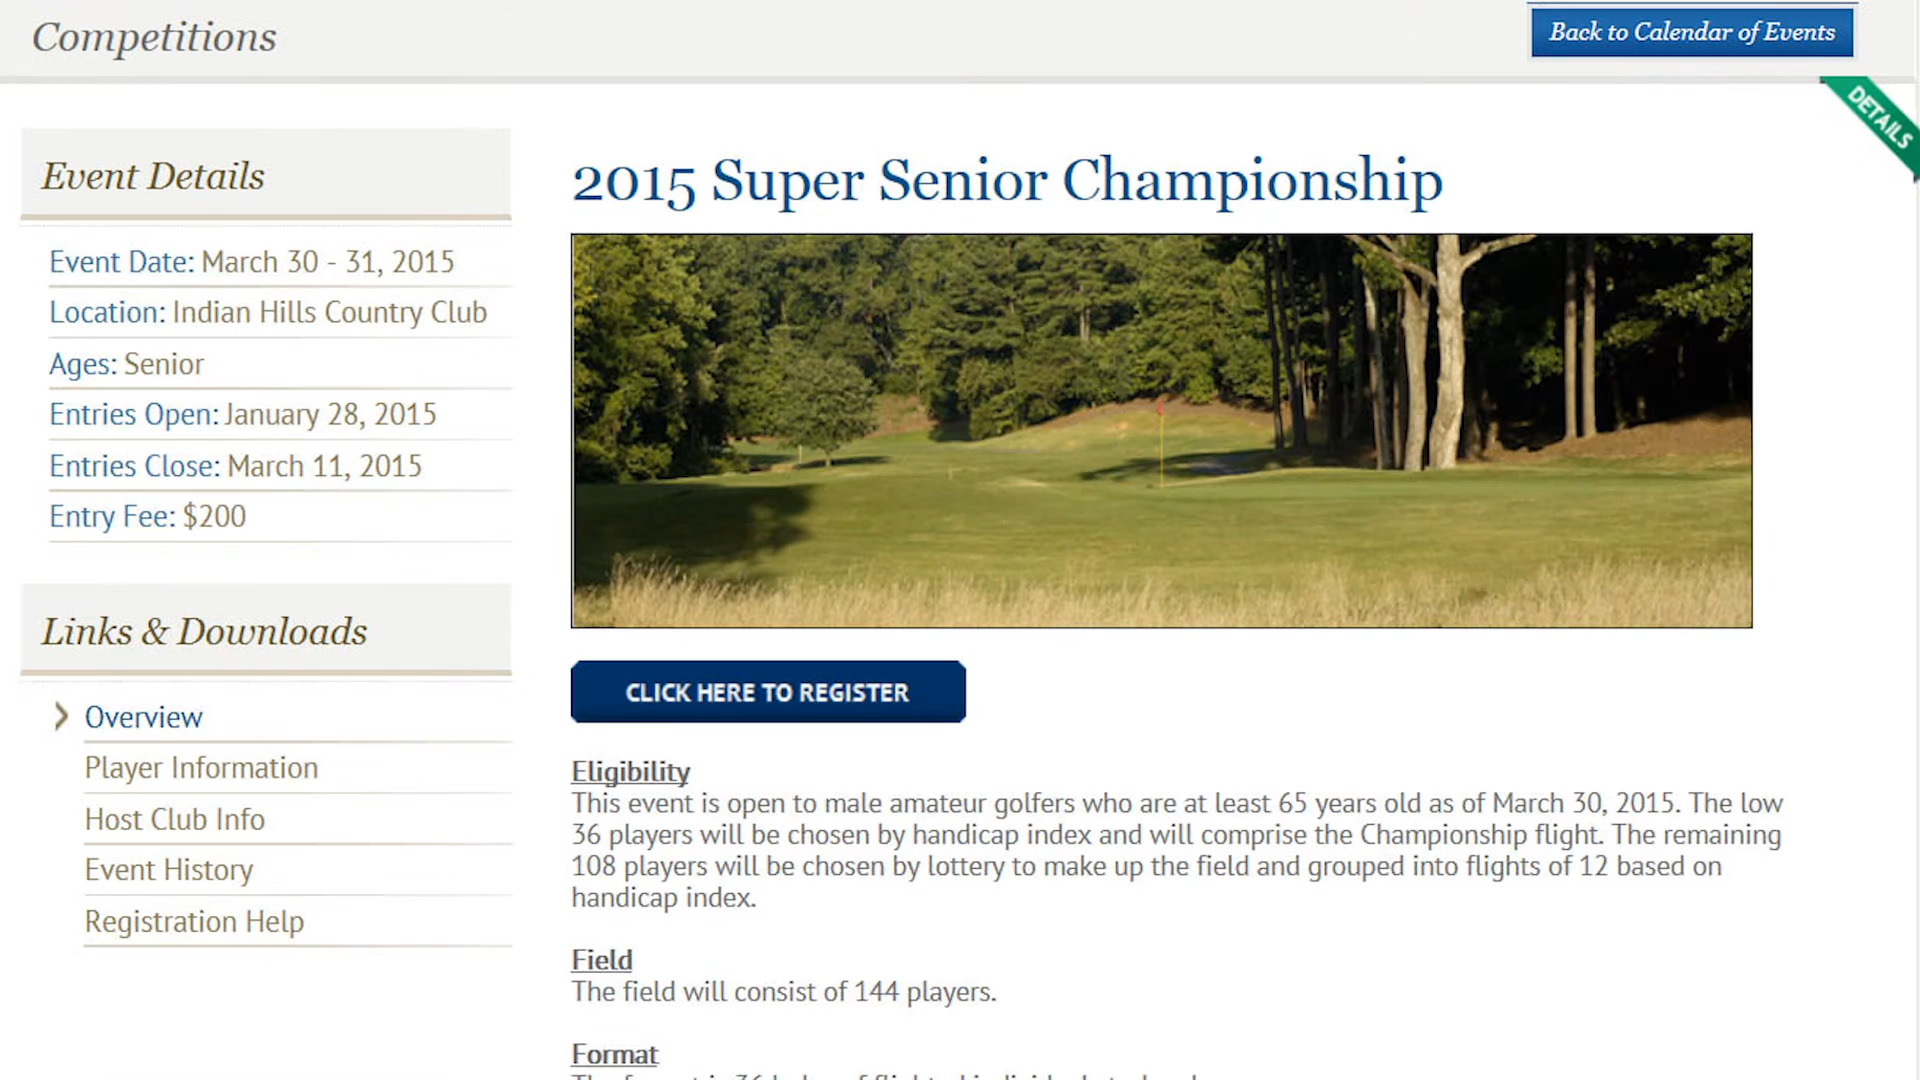 Competitions
Back to Calendar of Events
DETAILS
Event Details
Event Date: March 30 - 31, 2015
Location: Indian Hills Country Club
Ages: Senior
Entries Open: January 28, 2015
Entries Close: March 11, 2015
Entry Fee: $200
Links & Downloads
Overview
Player Information
Host Club Info
Event History
Registration Help
2015 Super Senior Championship
CLICK HERE TO REGISTER
Eligibility
This event is open to male amateur golfers who are at least 65 years old as of March 30, 2015. The low
36 players will be chosen by handicap index and will comprise the Championship flight. The remaining
108 players will be chosen by lottery to make up the field and grouped into flights of 12 based on
handicap index.
Field
The field will consist of 144 players.
Format